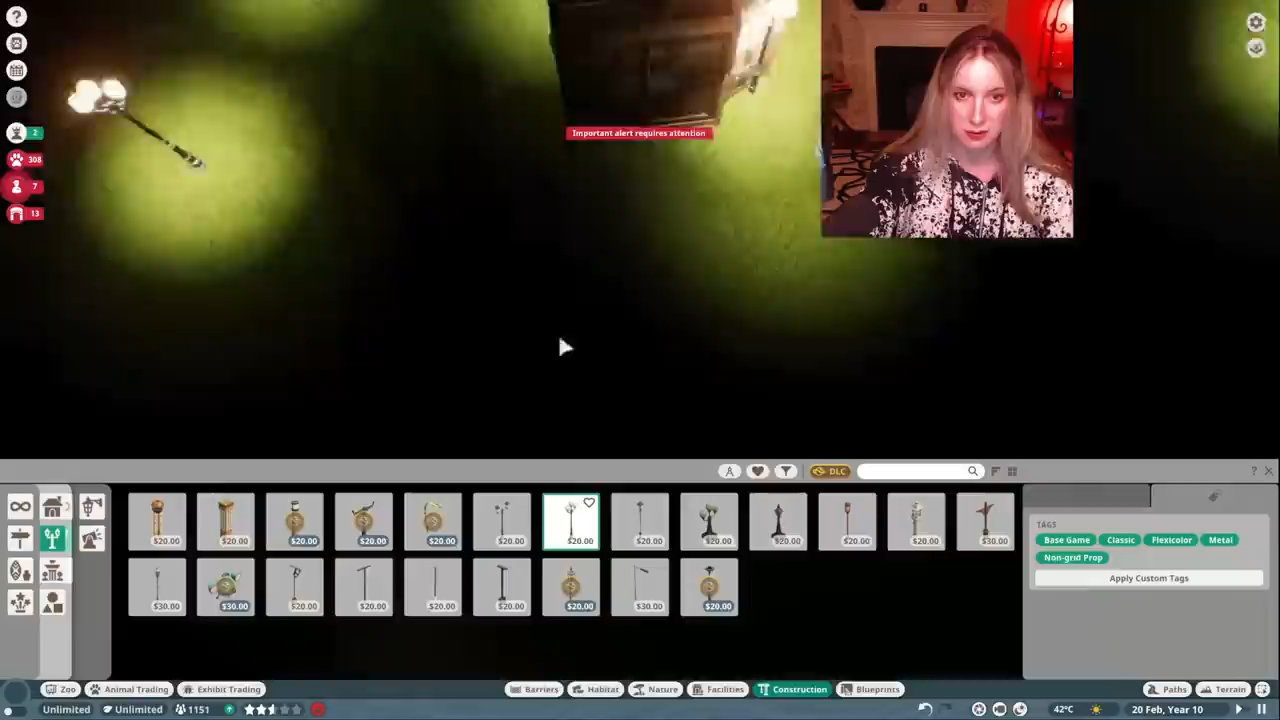 ?
2
308
7
13
Important alert requires attention
DLC
? ×
$20.00 $20.00 $20.00 $20.00 $20.00 $20.00 $20.00 $20.00 $20.00 $20.00 $20.00 $20.00 $30.00
$30.00 $30.00 $20.00 $20.00 $20.00 $20.00 $20.00 $30.00 $20.00
TAGS
Base Game Classic Flexicolor Metal
Non-grid Prop
Apply Custom Tags
Zoo Animal Trading Exhibit Trading Barriers Habitat Nature Facilities Construction Blueprints Paths Terrain
Unlimited Unlimited 1151 42°C 20 Feb, Year 10